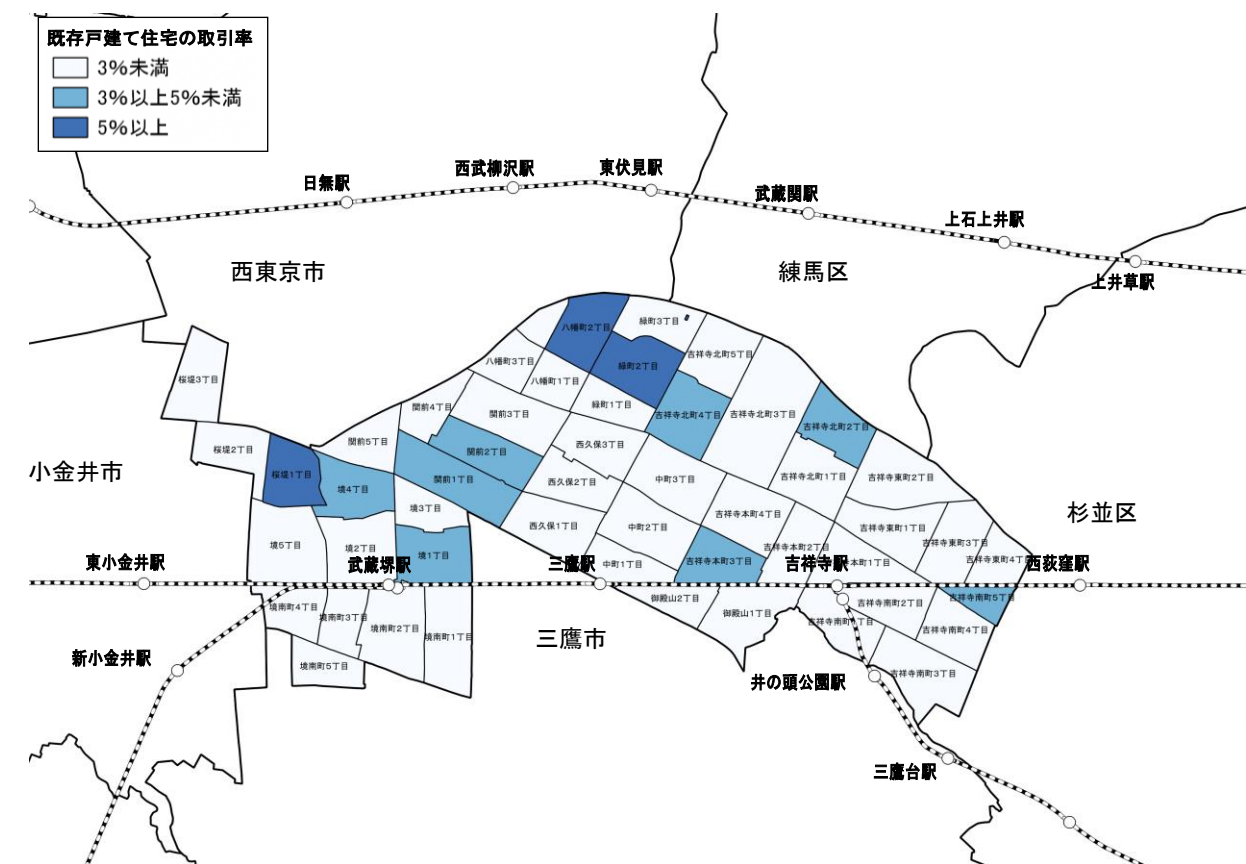 既存戸建て住宅の取引率
3%未満
3%以上5%未満
5%以上
日無駅
西武柳沢駅
東伏見駅
武蔵関駅
上石上井駅
上井草駅
西東京市
練馬区
八幡町2丁目
緑町3丁目
吉祥寺北町5丁目
八幡町3丁目
緑町2丁目
桜堤3丁目
八幡町1丁目
関前4丁目
関前3丁目
緑町1丁目
吉祥寺北町4丁目
吉祥寺北町3丁目
吉祥寺北町2丁目
関前5丁目
西久保3丁目
桜堤2丁目
関前2丁目
小金井市
桜堤1丁目
境4丁目
関前1丁目
西久保2丁目
中町3丁目
吉祥寺北町1丁目
吉祥寺東町2丁目
境3丁目
吉祥寺本町4丁目
杉並区
西久保1丁目
中町2丁目
吉祥寺東町1丁目
境5丁目
境2丁目
境1丁目
吉祥寺本町2丁目
吉祥寺東町3丁目
吉祥寺東町4丁目
東小金井駅
武蔵堺駅
三鷹駅
中町1丁目
吉祥寺本町3丁目
吉祥寺駅
本町1丁目
西荻窪駅
境南町4丁目
境南町3丁目
境南町2丁目
境南町1丁目
御殿山2丁目
御殿山1丁目
吉祥寺南町2丁目
吉祥寺南町5丁目
吉祥寺南町1丁目
吉祥寺南町4丁目
新小金井駅
境南町5丁目
三鷹市
吉祥寺南町3丁目
井の頭公園駅
三鷹台駅